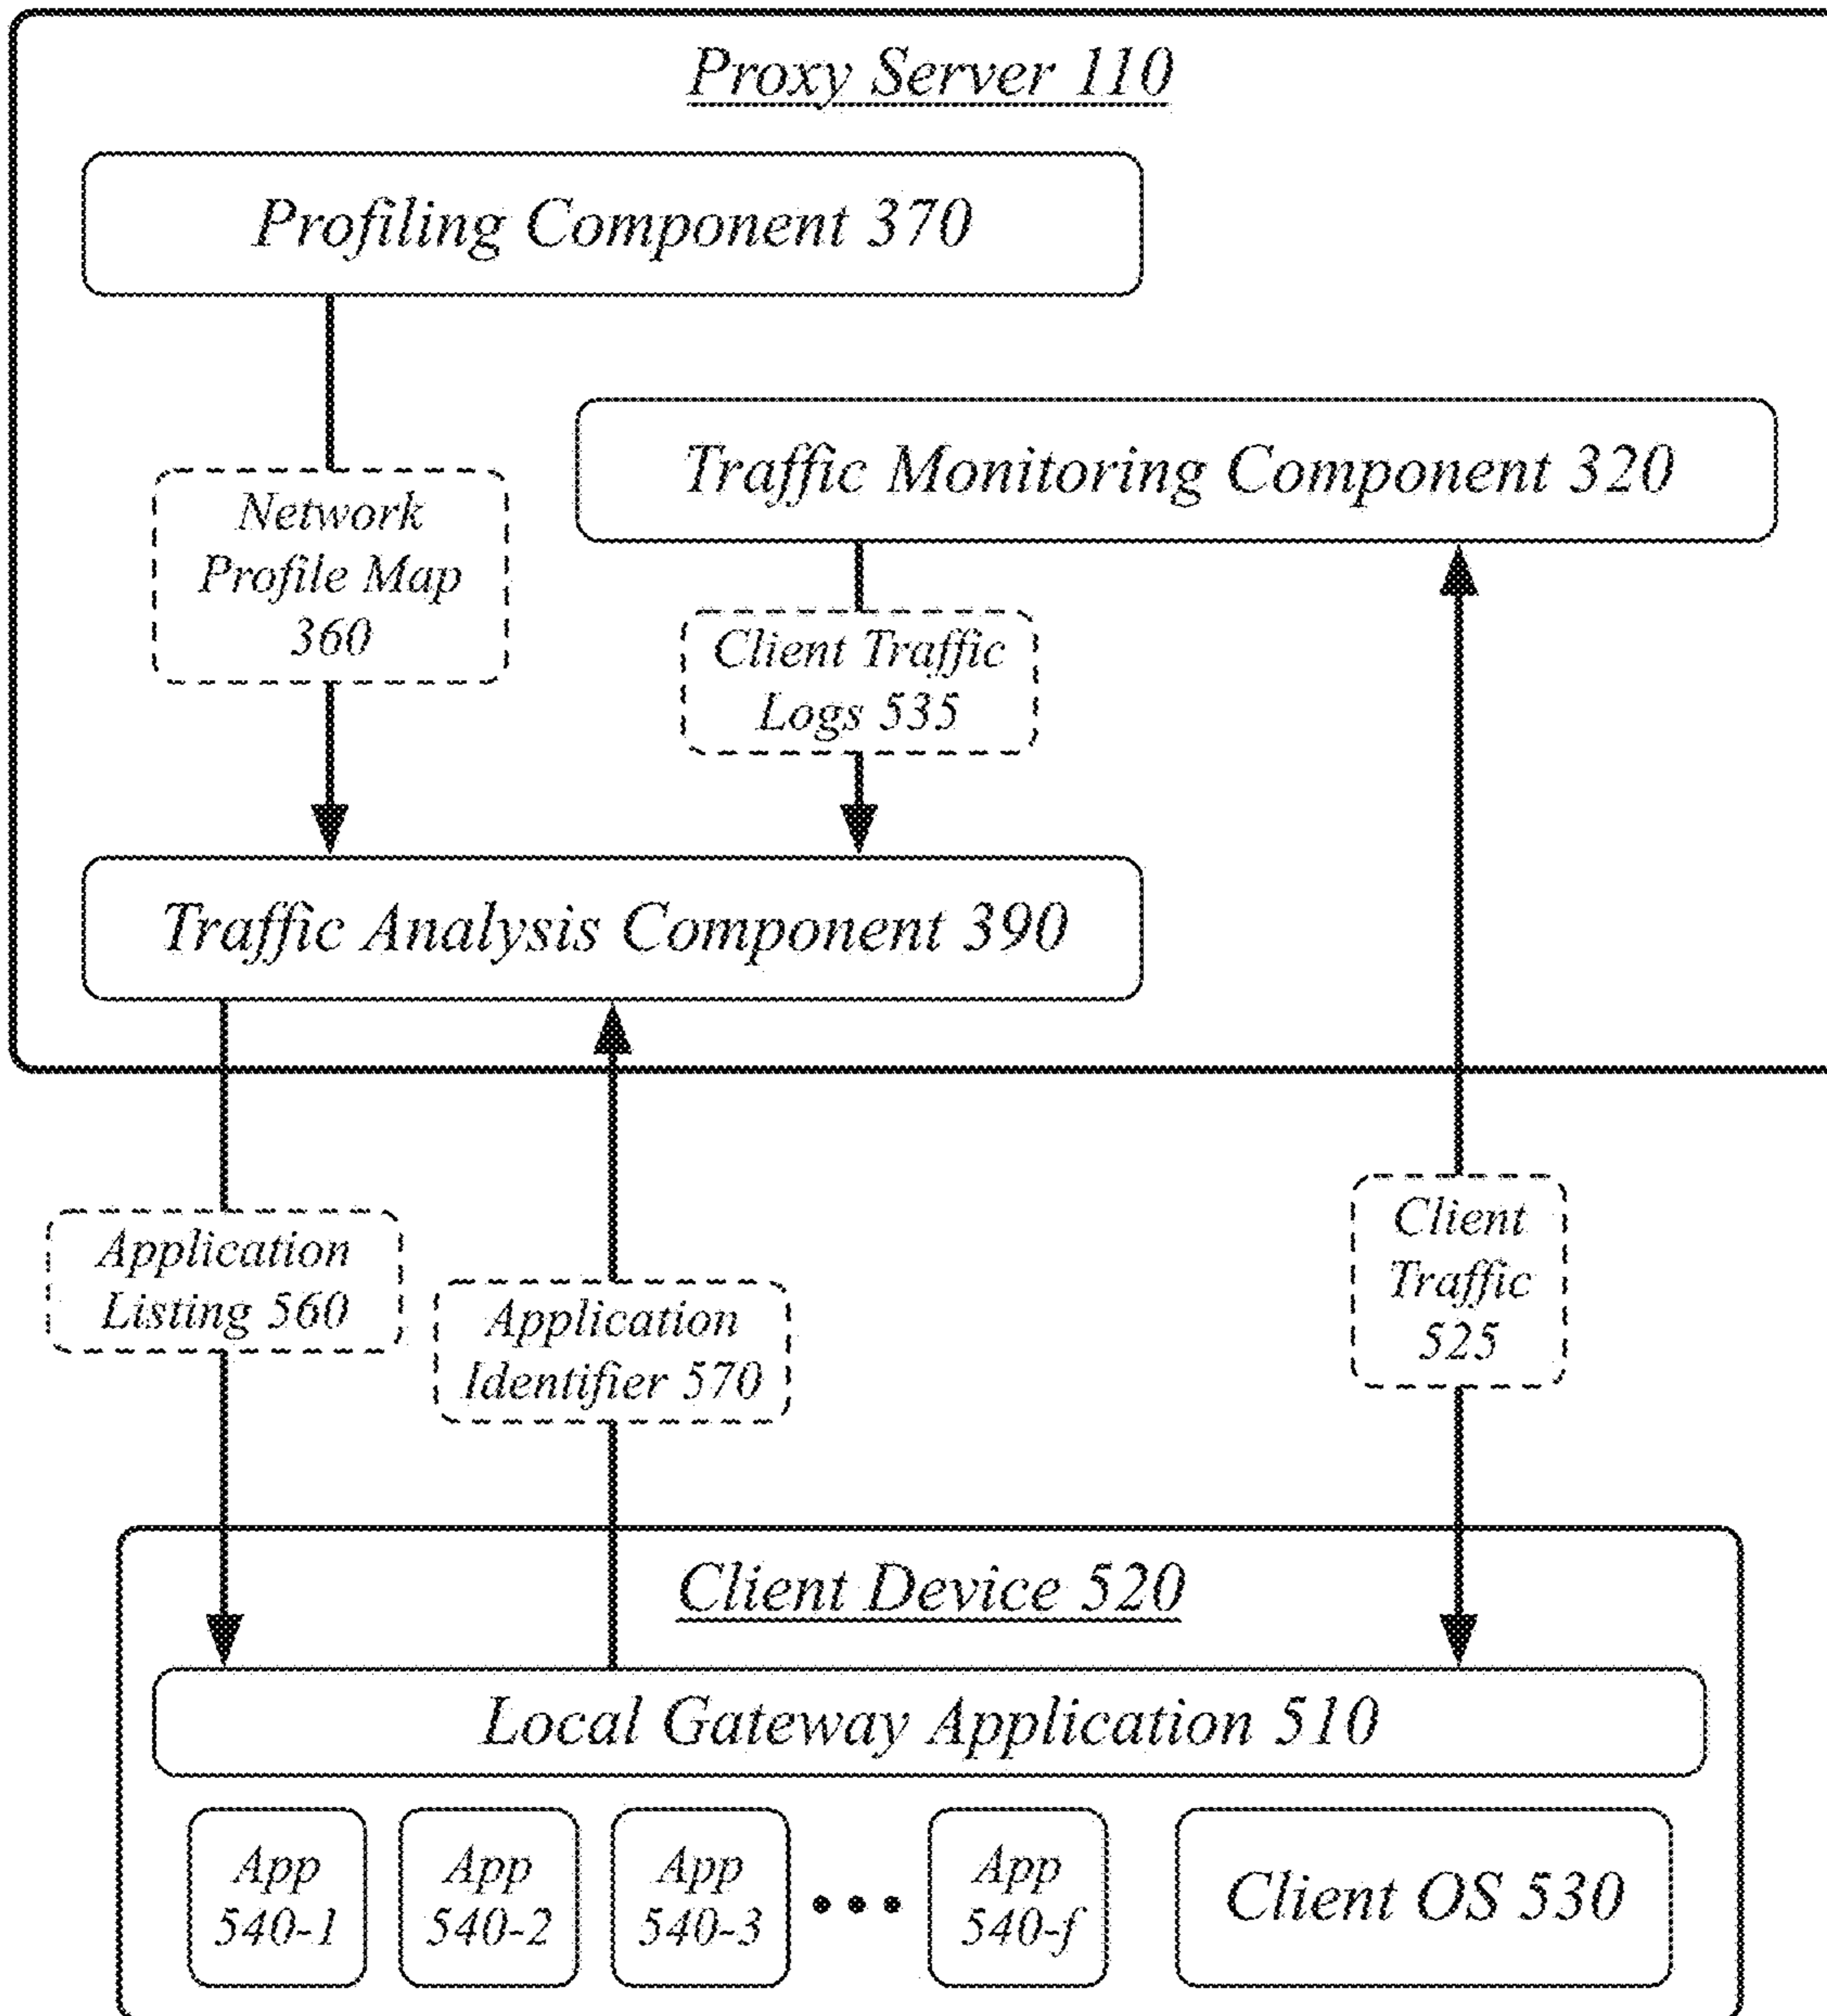 Proxy Server 110
Profiling Component 370
Traffic Monitoring Component 320
Network
Profile Map
360
Client Traffic
Logs 535
Traffic Analysis Component 390
Application
Listing 560
Application
Identifier 570
Client
Traffic
525
Client Device 520
Local Gateway Application 510
App
540-1
App
540-2
App
540-3
App
540-f
Client OS 530